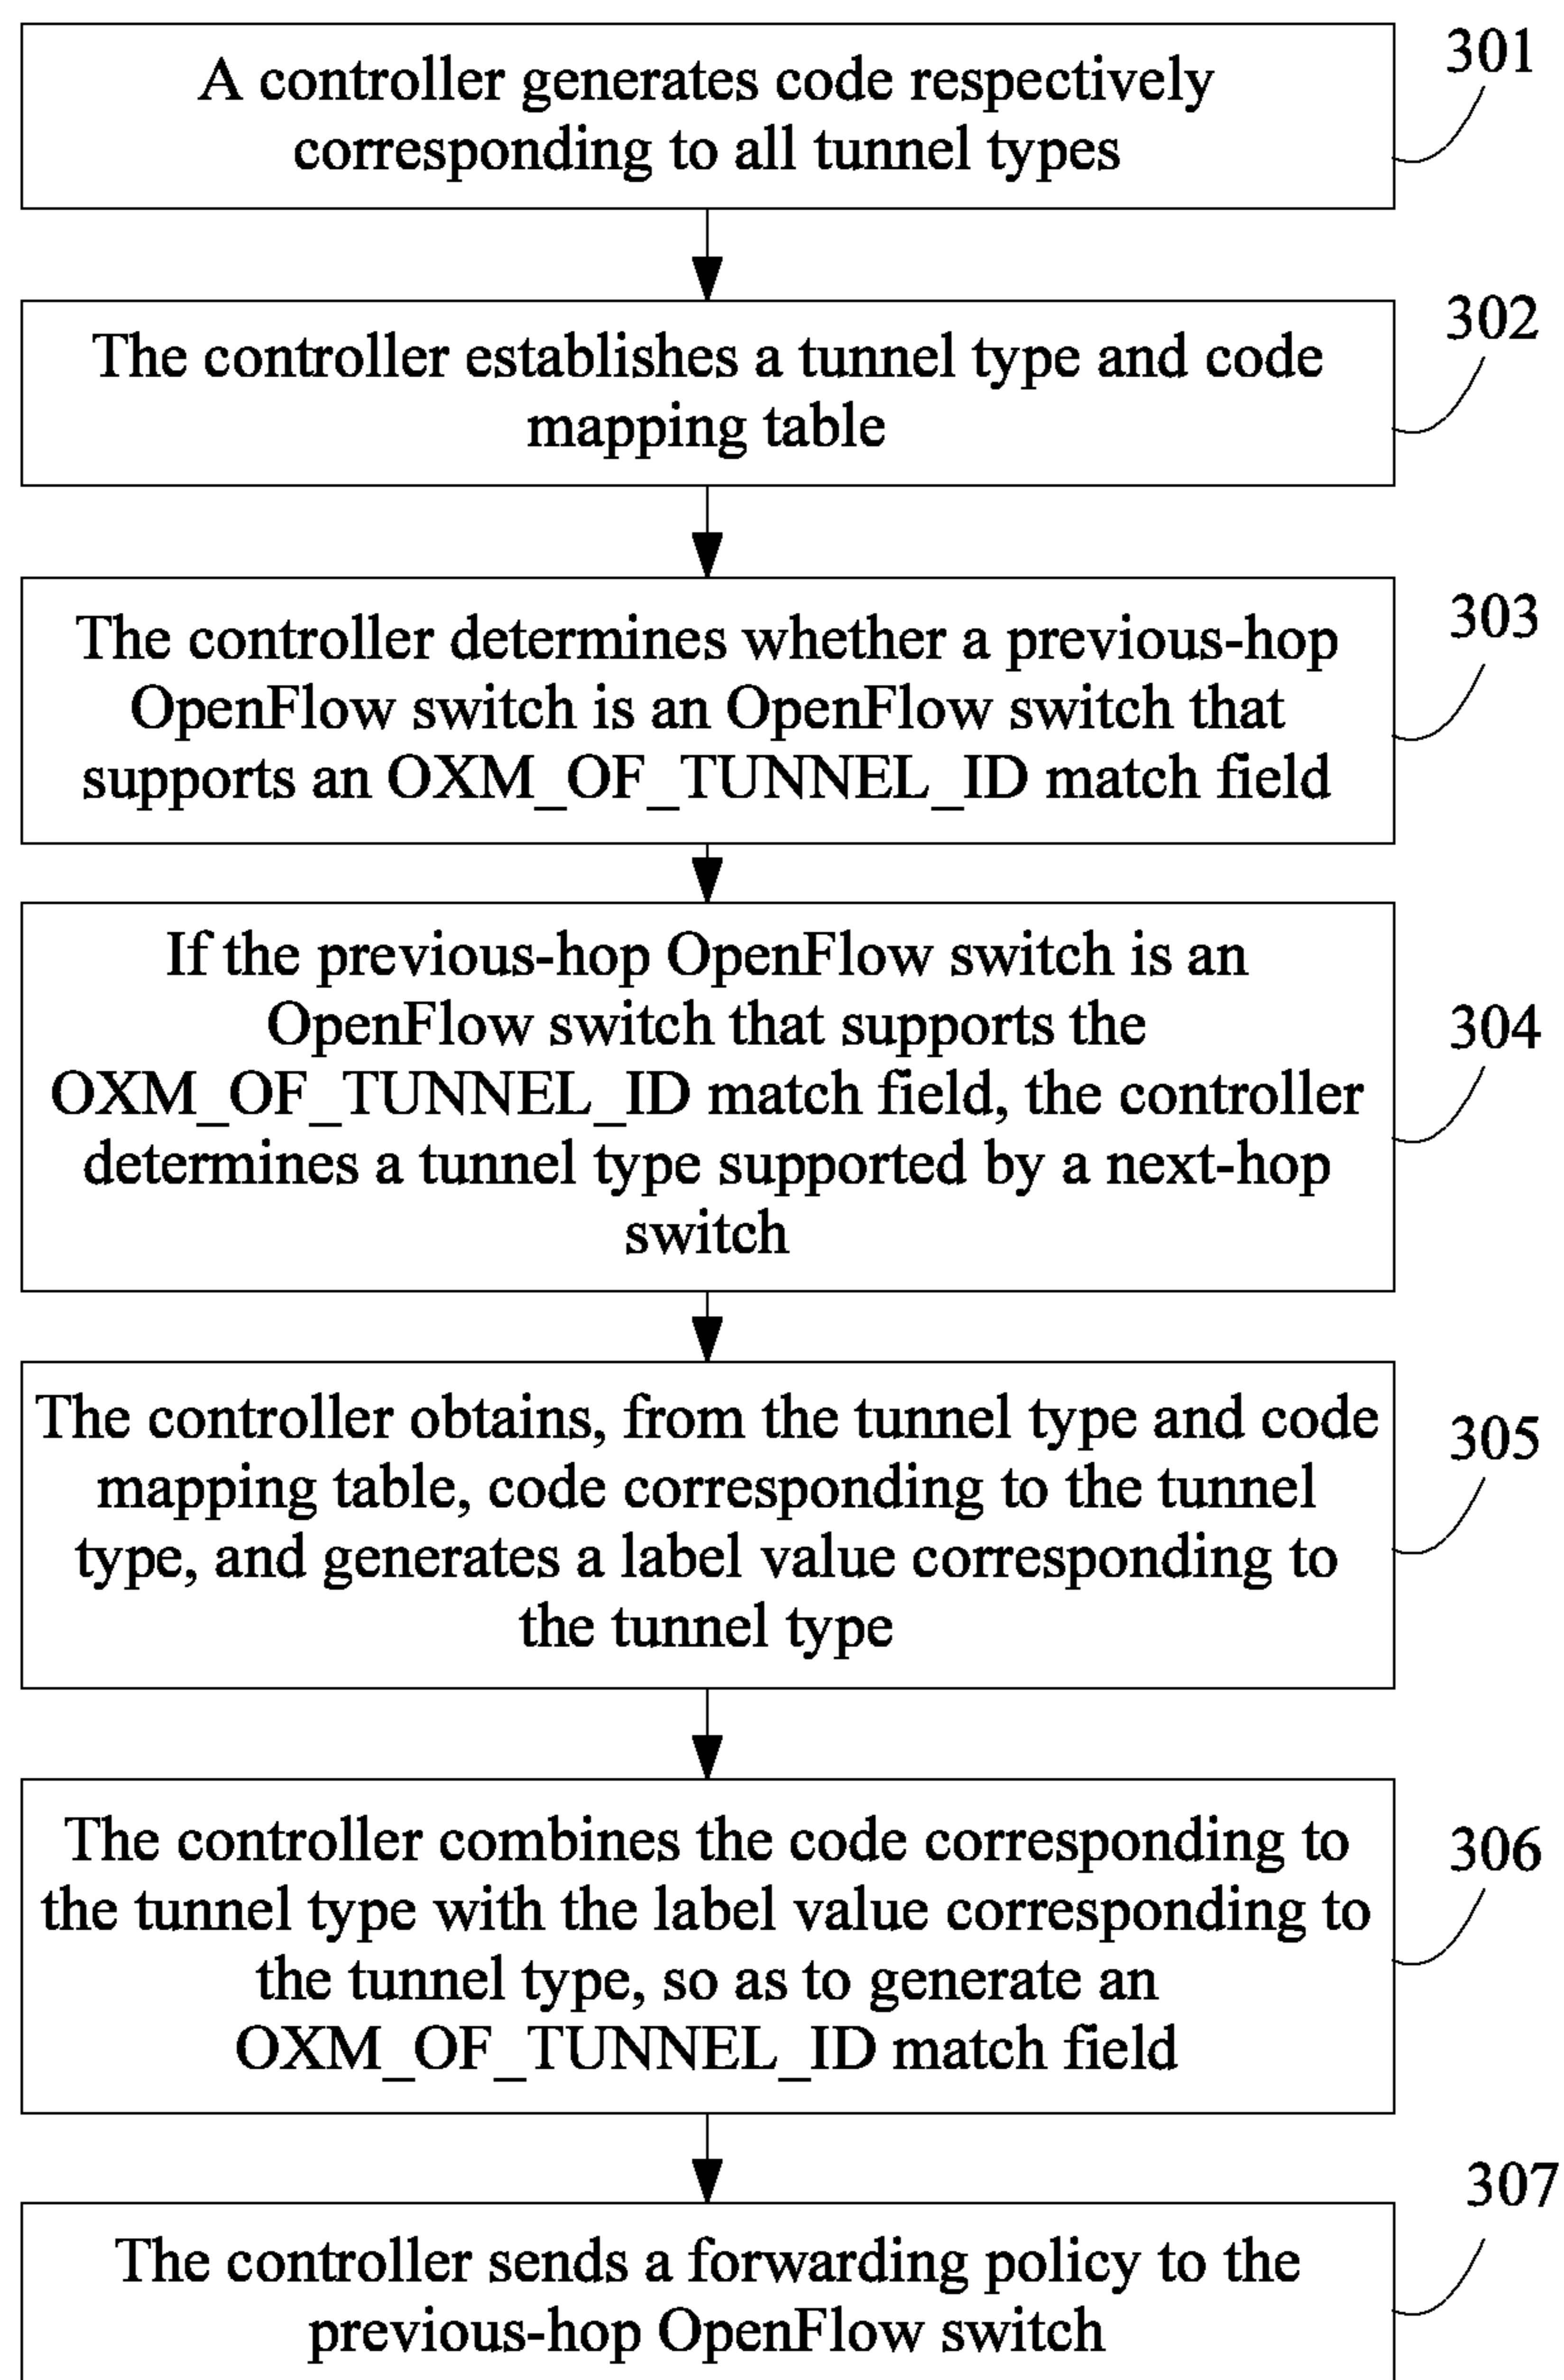 A controller generates code respectively
corresponding to all tunnel types
301
The controller establishes a tunnel type and code
mapping table
302
The controller determines whether a previous-hop
OpenFlow switch is an OpenFlow switch that
supports an OXM_OF_TUNNEL_ID match field
303
If the previous-hop OpenFlow switch is an
OpenFlow switch that supports the
OXM_OF_TUNNEL_ID match field, the controller
determines a tunnel type supported by a next-hop
switch
304
The controller obtains, from the tunnel type and code
mapping table, code corresponding to the tunnel
type, and generates a label value corresponding to
the tunnel type
305
The controller combines the code corresponding to
the tunnel type with the label value corresponding to
the tunnel type, so as to generate an
OXM_OF_TUNNEL_ID match field
306
The controller sends a forwarding policy to the
previous-hop OpenFlow switch
307